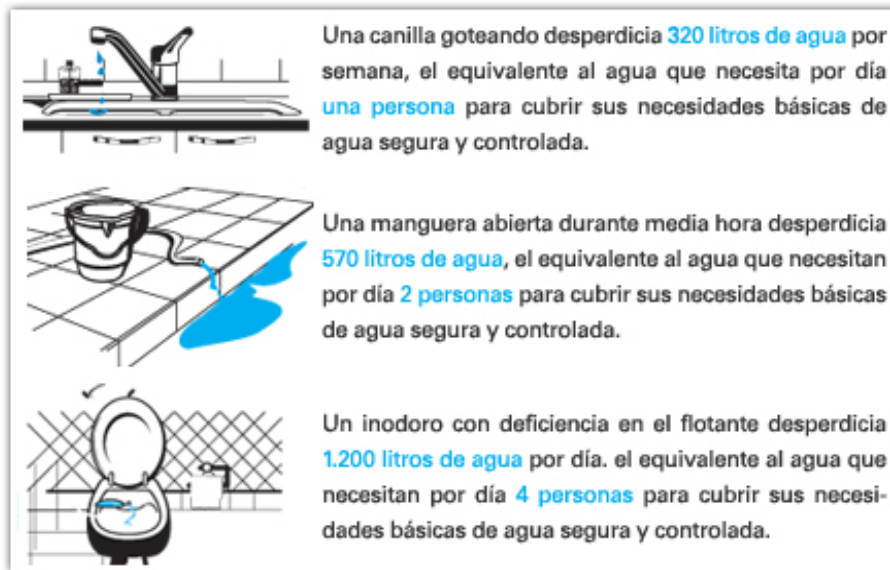 Una canilla goteando desperdicia 320 litros de agua por
semana, el equivalente al agua que necesita por día
una persona para cubrir sus necesidades básicas de
agua segura y controlada.
Una manguera abierta durante media hora desperdicia
570 litros de agua, el equivalente al agua que necesitan
por día 2 personas para cubrir sus necesidades básicas
de agua segura y controlada.
Un inodoro con deficiencia en el flotante desperdicia
1.200 litros de agua por día. el equivalente al agua que
necesitan por día 4 personas para cubrir sus necesi-
dades básicas de agua segura y controlada.